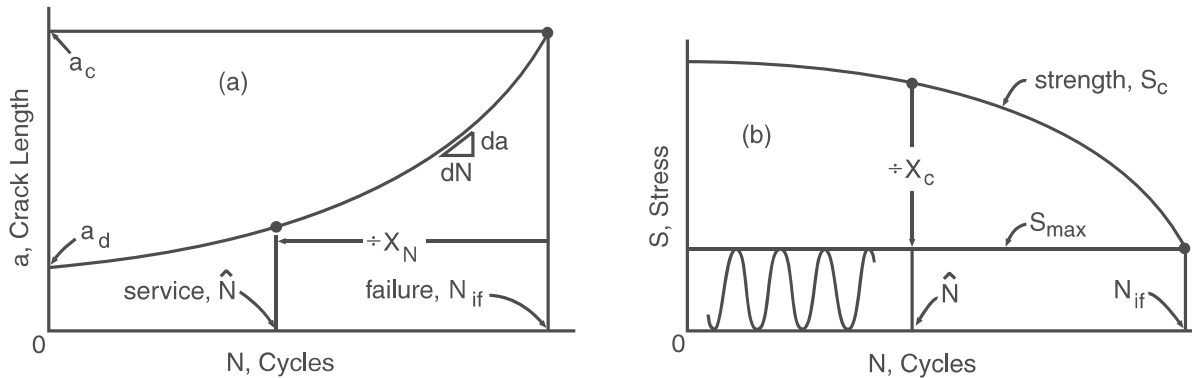 a, Crack Length
a_c
(a)
da
dN
a_d
÷X_N
service, N̂
failure, N_if
0
N, Cycles
S, Stress
strength, S_c
(b)
÷X_c
S_max
N̂
N_if
0
N, Cycles